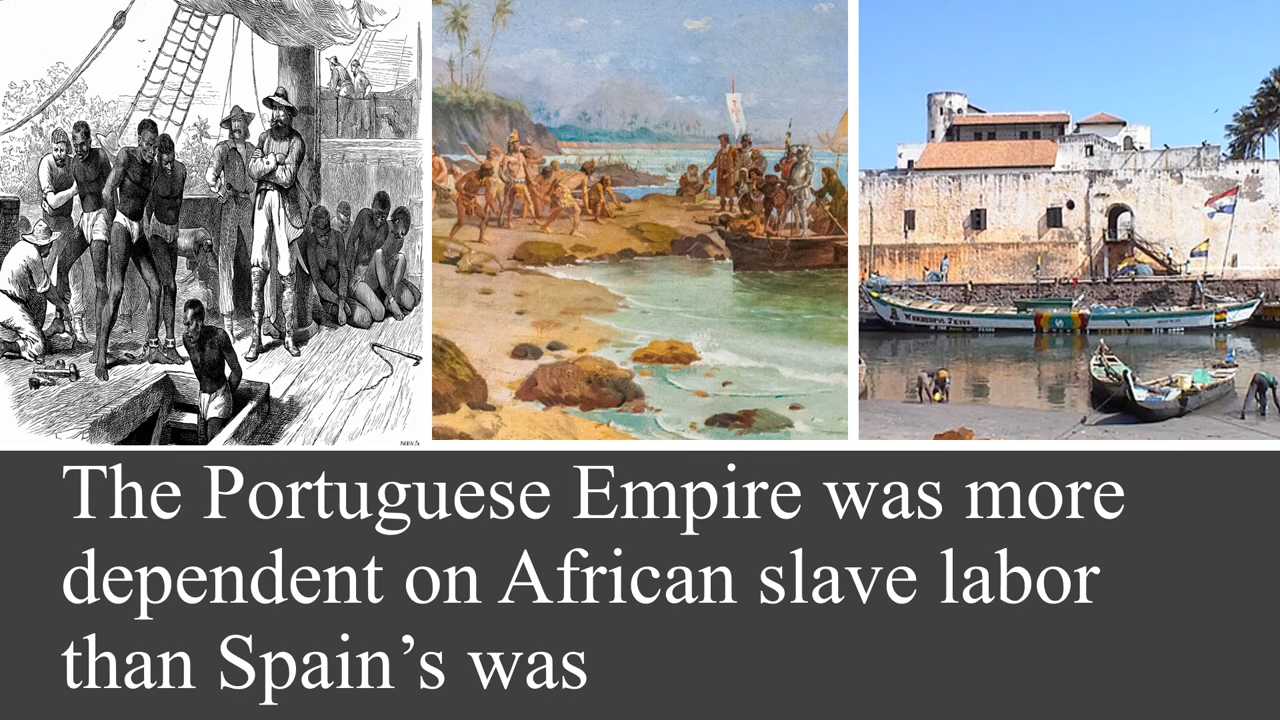 The Portuguese Empire was more
dependent on African slave labor
than Spain’s was